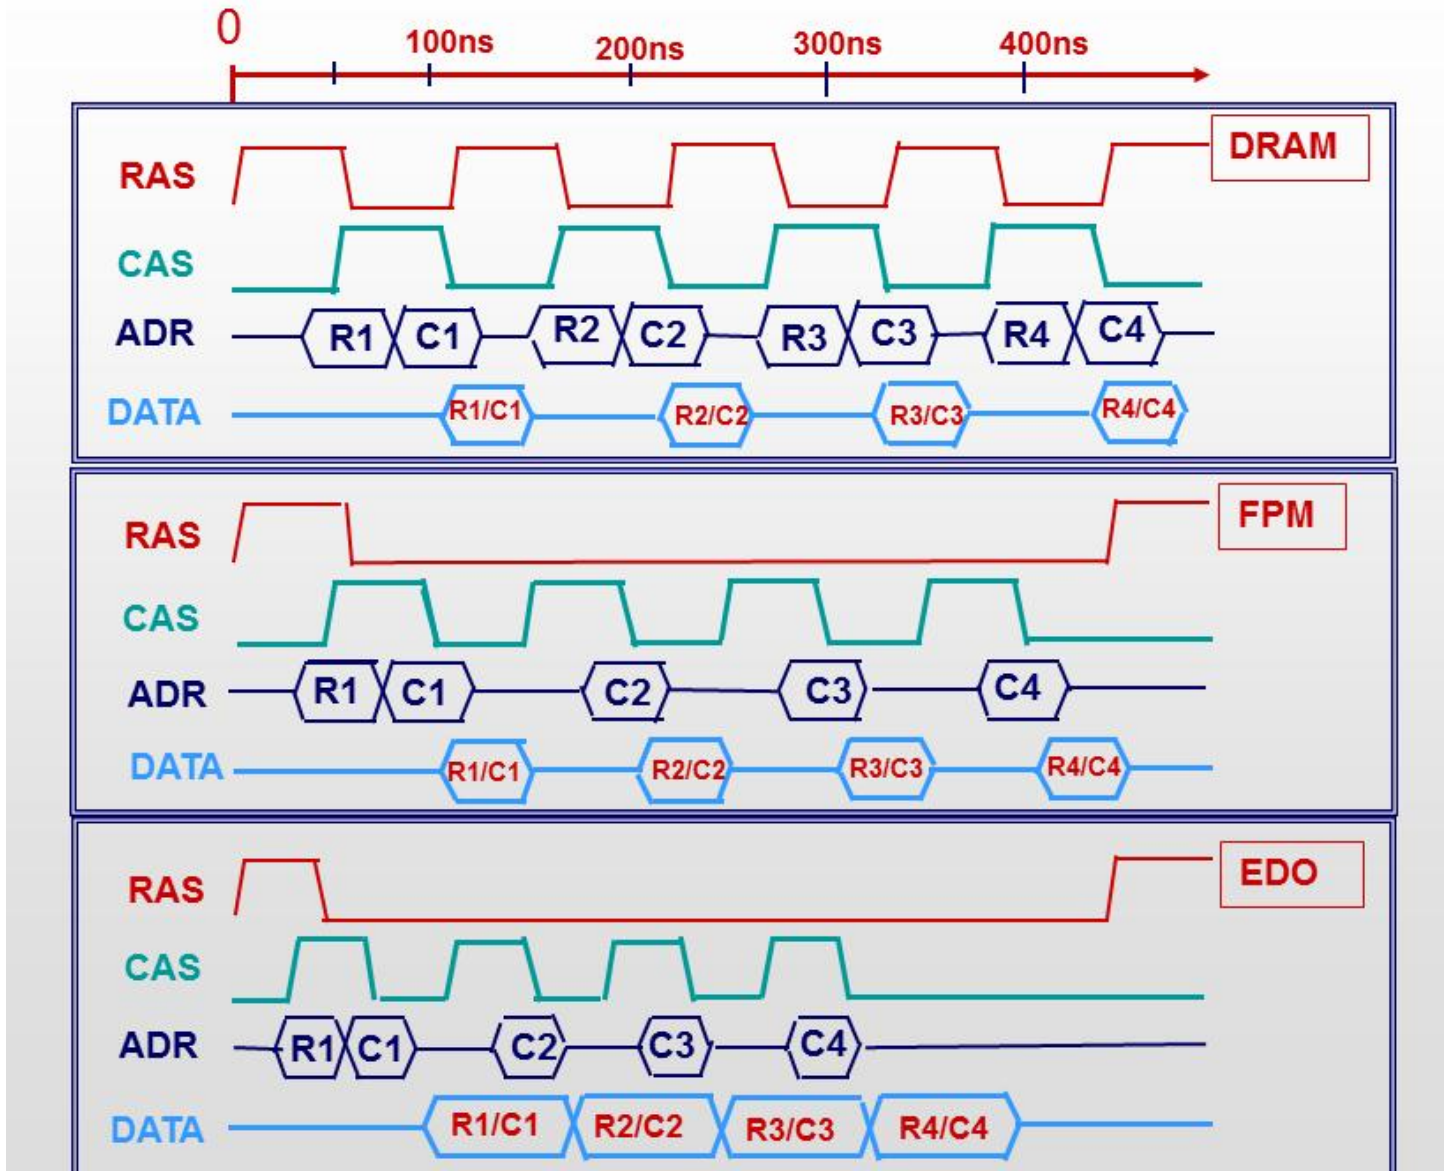 0
100ns 200ns 300ns 400ns
DRAM
RAS
CAS
ADR R1 C1 R2 C2 R3 C3 R4 C4
DATA R1/C1 R2/C2 R3/C3 R4/C4
FPM
RAS
CAS
ADR R1 C1 C2 C3 C4
DATA R1/C1 R2/C2 R3/C3 R4/C4
EDO
RAS
CAS
ADR R1 C1 C2 C3 C4
DATA R1/C1 R2/C2 R3/C3 R4/C4